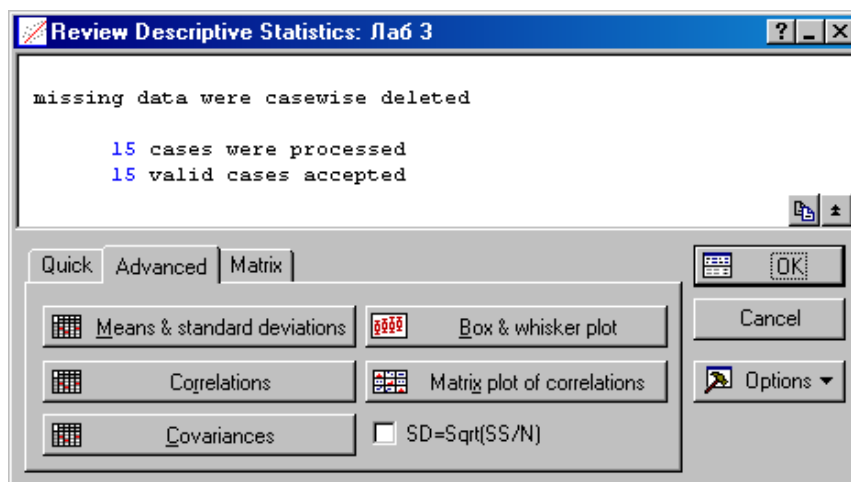 Review Descriptive Statistics: Лаб 3
missing data were casewise deleted
15 cases were processed
15 valid cases accepted
Quick Advanced Matrix
OK
Means & standard deviations Box & whisker plot
Cancel
Correlations Matrix plot of correlations
Options
Covariances SD=Sqrt(SS/N)